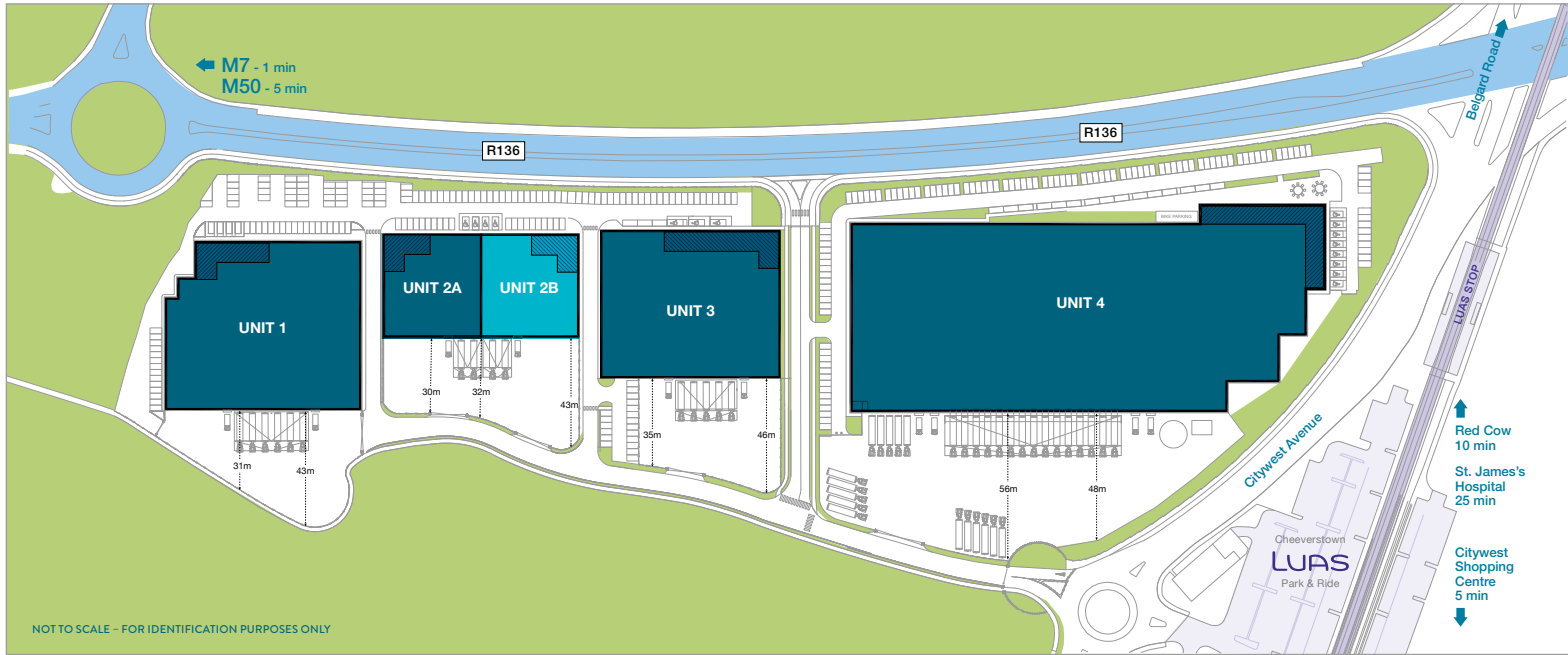 M7 - 1 min
M50 - 5 min
R136
R136
Belgard Road
BIKE PARKING
UNIT 1
UNIT 2A
UNIT 2B
UNIT 3
UNIT 4
LUAS STOP
30m
32m
43m
35m
46m
31m
43m
56m
48m
Citywest Avenue
Red Cow
10 min
St. James's
Hospital
25 min
Cheeverstown
LUAS
Park & Ride
Citywest
Shopping
Centre
5 min
NOT TO SCALE – FOR IDENTIFICATION PURPOSES ONLY